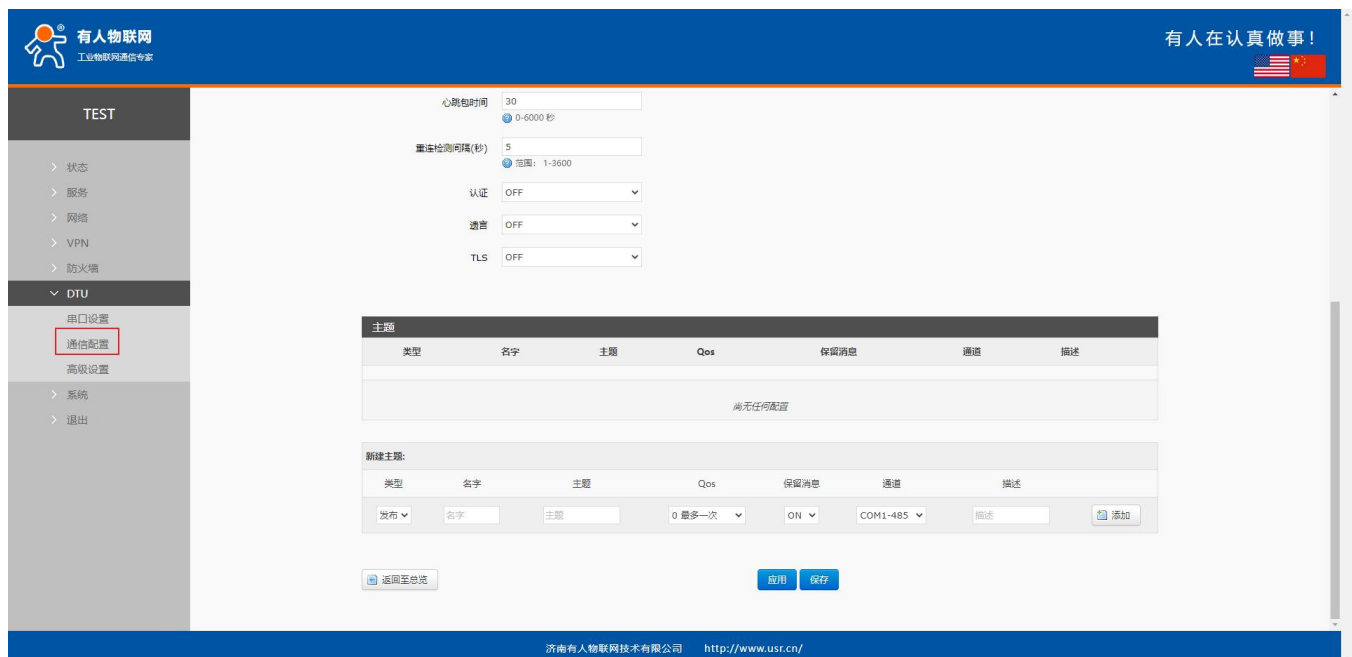 ®
有人物联网
工业物联网通信专家
有人在认真做事！
TEST
状态
服务
网络
VPN
防火墙
DTU
串口设置
通信配置
高级设置
系统
退出
心跳包时间 30
0-6000 秒
重连检测间隔(秒) 5
范围： 1-3600
认证 OFF
遗言 OFF
TLS OFF
主题
类型 名字 主题 Qos 保留消息 通道 描述
尚无任何配置
新建主题:
类型 名字 主题 Qos 保留消息 通道 描述
发布 名字 主题 0 最多一次 ON COM1-485 描述 添加
返回至总览 应用 保存
济南有人物联网技术有限公司 http://www.usr.cn/